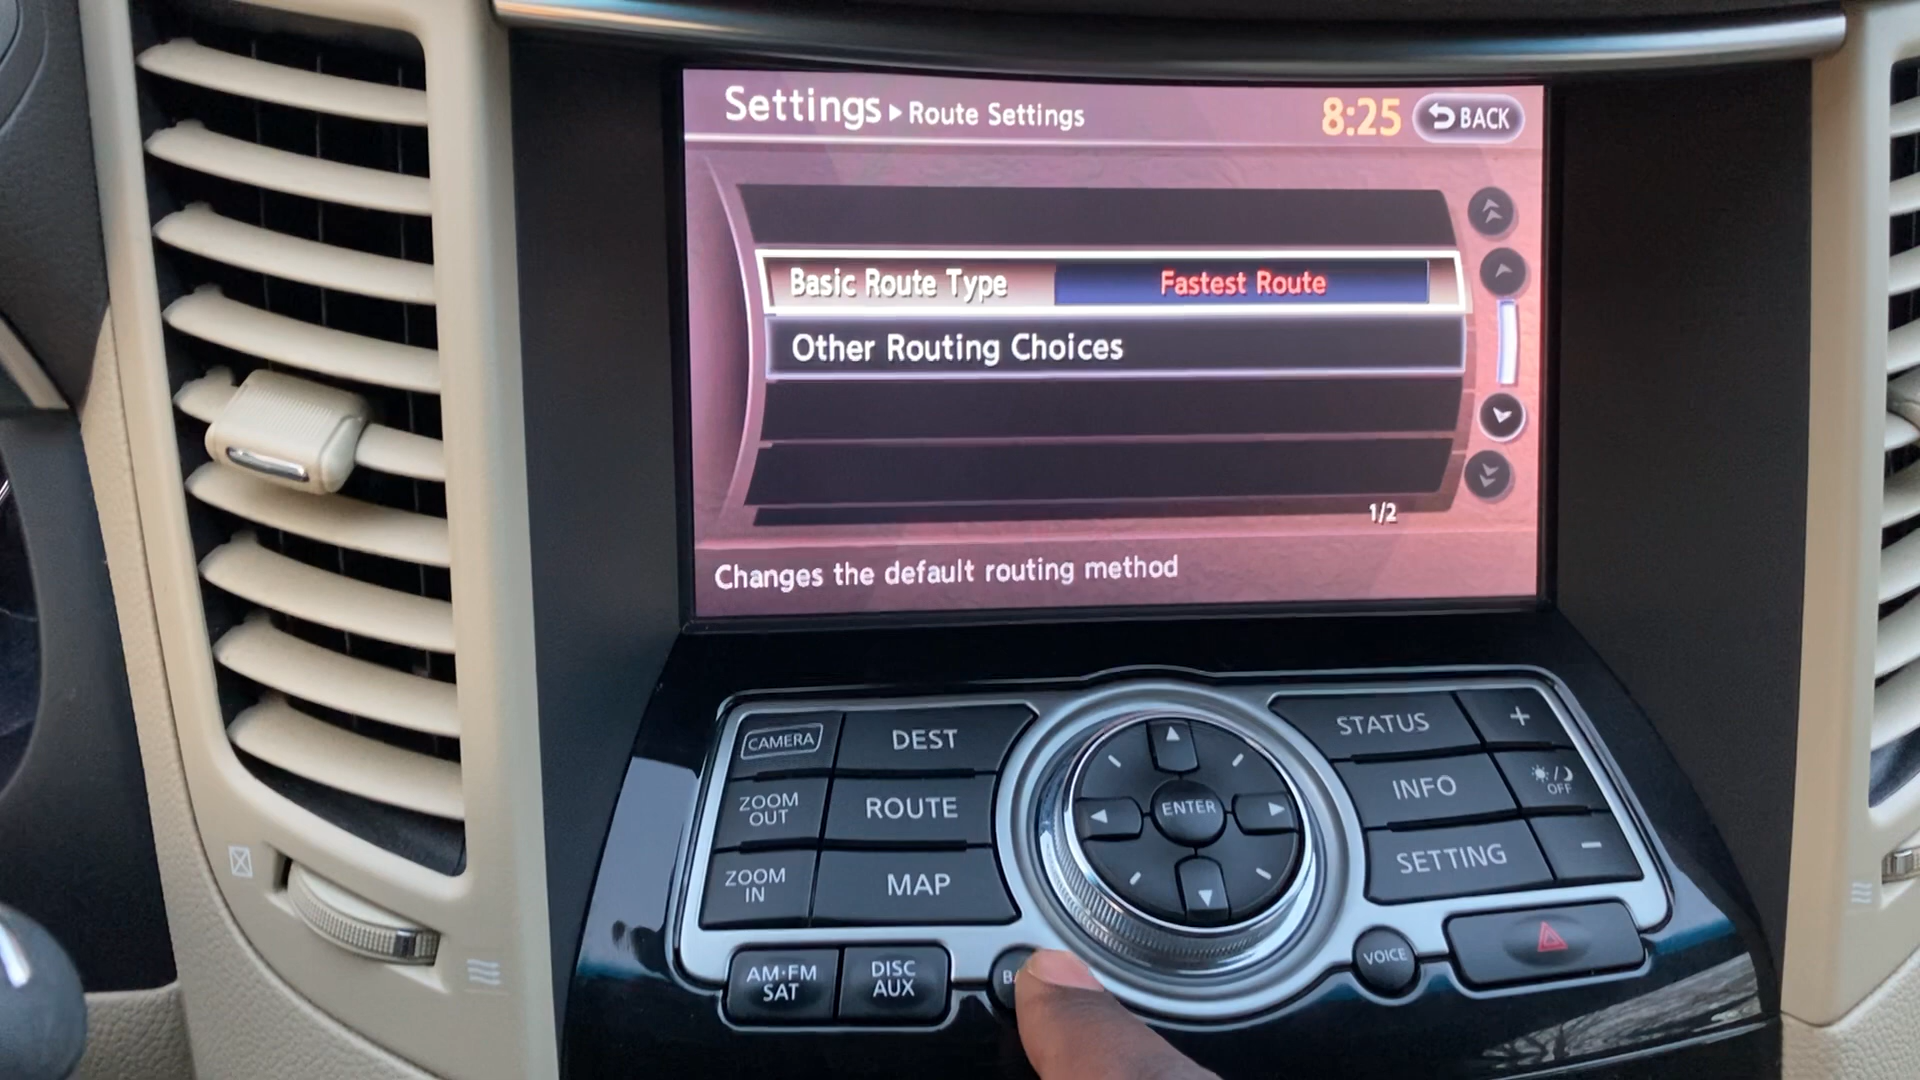 Settings ▸ Route Settings 8:25 BACK
Basic Route Type Fastest Route
Other Routing Choices
1/2
Changes the default routing method
CAMERA DEST
ZOOM OUT ROUTE
ZOOM IN MAP
ENTER
STATUS +
INFO OFF
SETTING −
AM·FM SAT
DISC AUX
VOICE